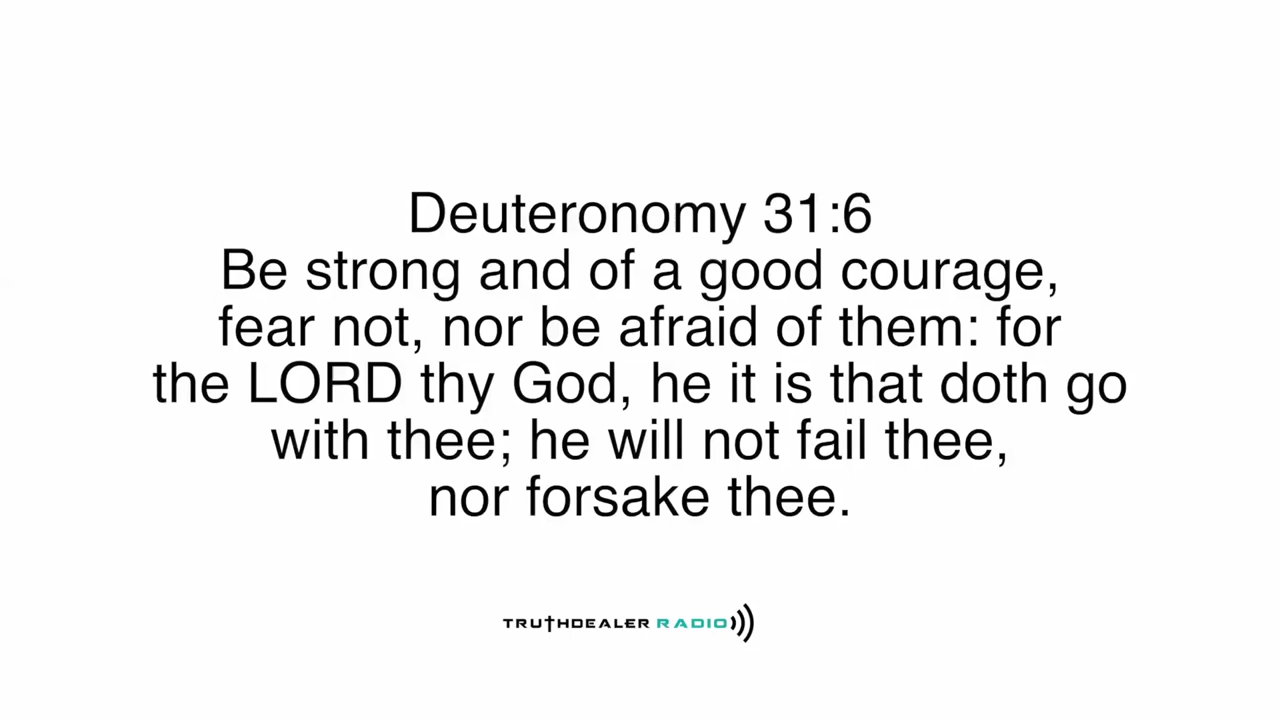 Deuteronomy 31:6
Be strong and of a good courage,
fear not, nor be afraid of them: for
the LORD thy God, he it is that doth go
with thee; he will not fail thee,
nor forsake thee.
TRUTHDEALER RADIO